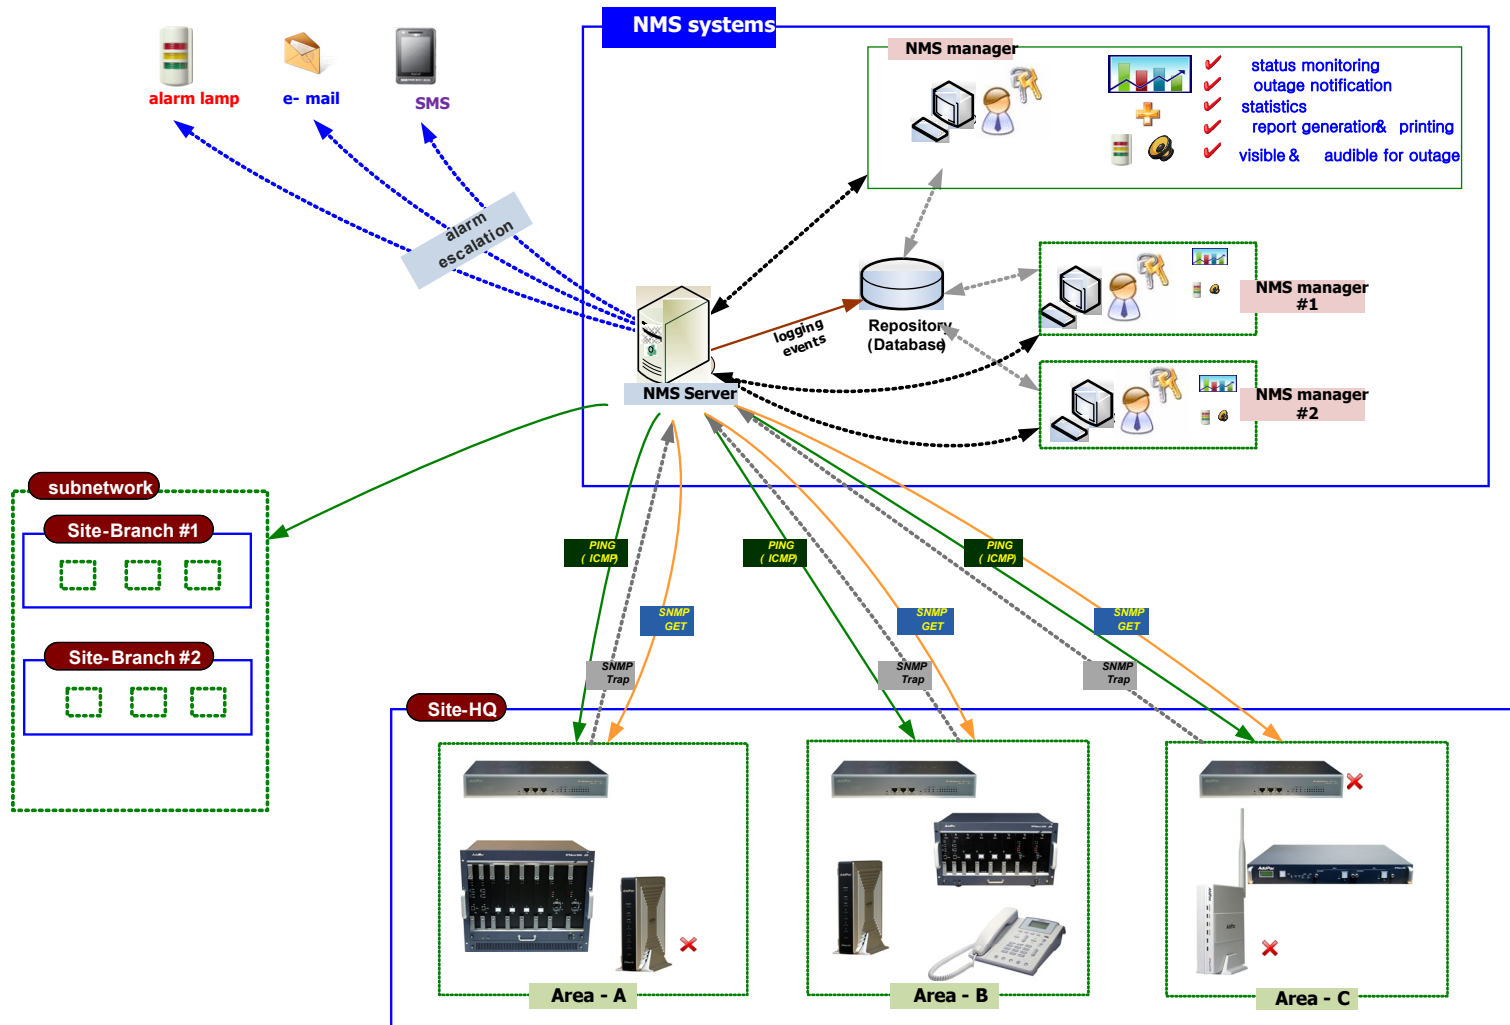 NMS systems
alarm lamp
e- mail
SMS
alarm
escalation
NMS manager
status monitoring
outage notification
statistics
report generation& printing
visible & audible for outage
NMS manager
#1
NMS manager
#2
Repository
(Database)
logging
events
NMS Server
subnetwork
Site-Branch #1
Site-Branch #2
PING
( ICMP)
PING
( ICMP)
PING
( ICMP)
SNMP
GET
SNMP
GET
SNMP
GET
SNMP
Trap
SNMP
Trap
SNMP
Trap
Site-HQ
Area - A
Area - B
Area - C